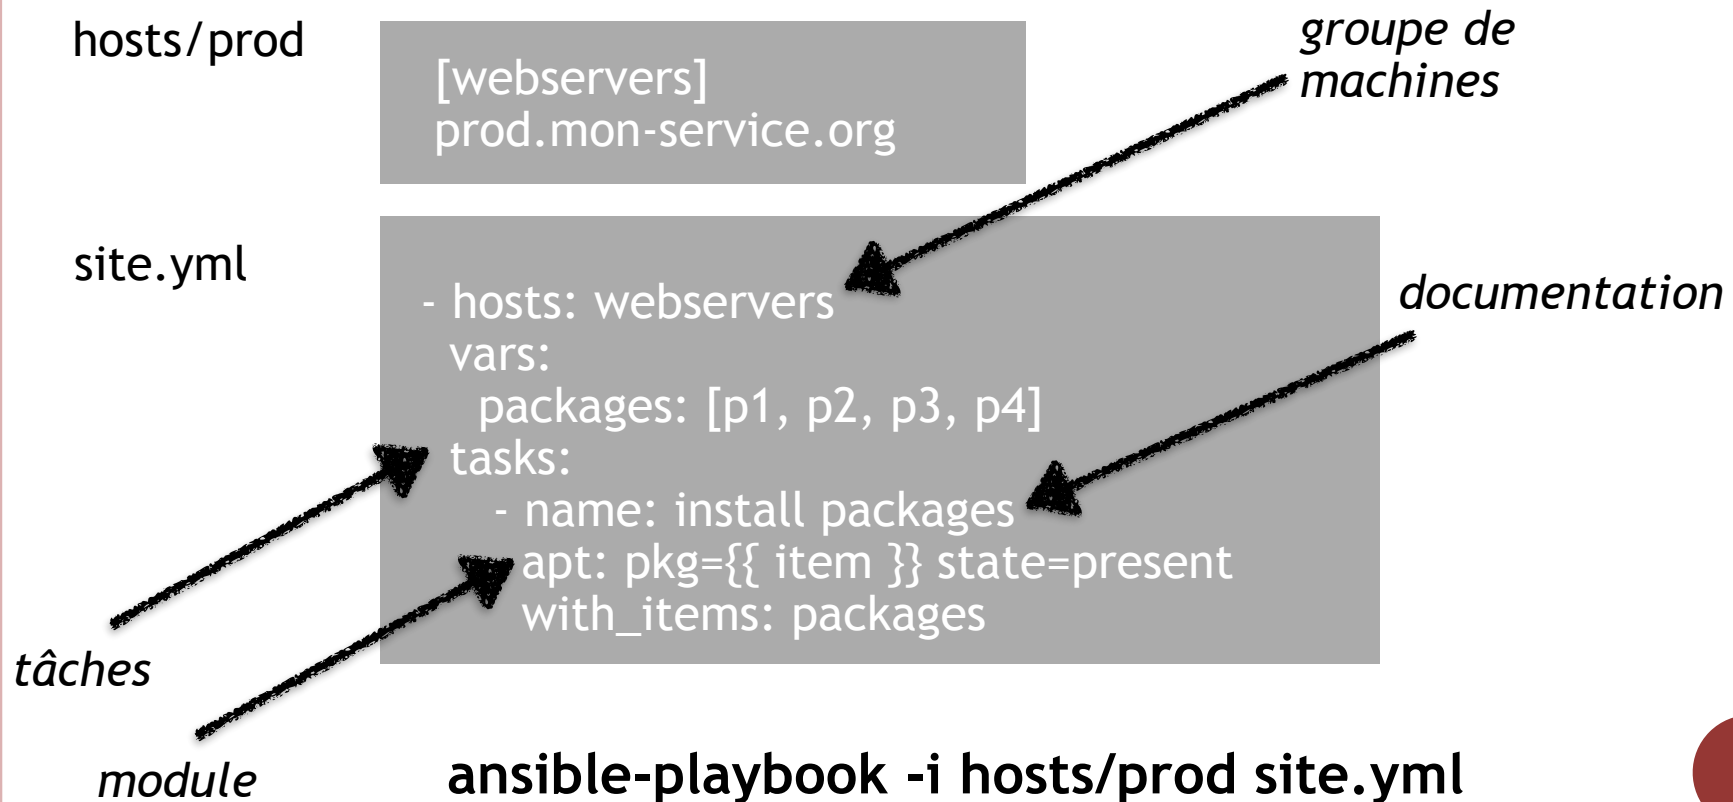 hosts/prod
[webservers]
prod.mon-service.org
groupe de
machines
site.yml
- hosts: webservers
vars:
packages: [p1, p2, p3, p4]
tasks:
- name: install packages
apt: pkg={{ item }} state=present
with_items: packages
documentation
tâches
module
ansible-playbook -i hosts/prod site.yml